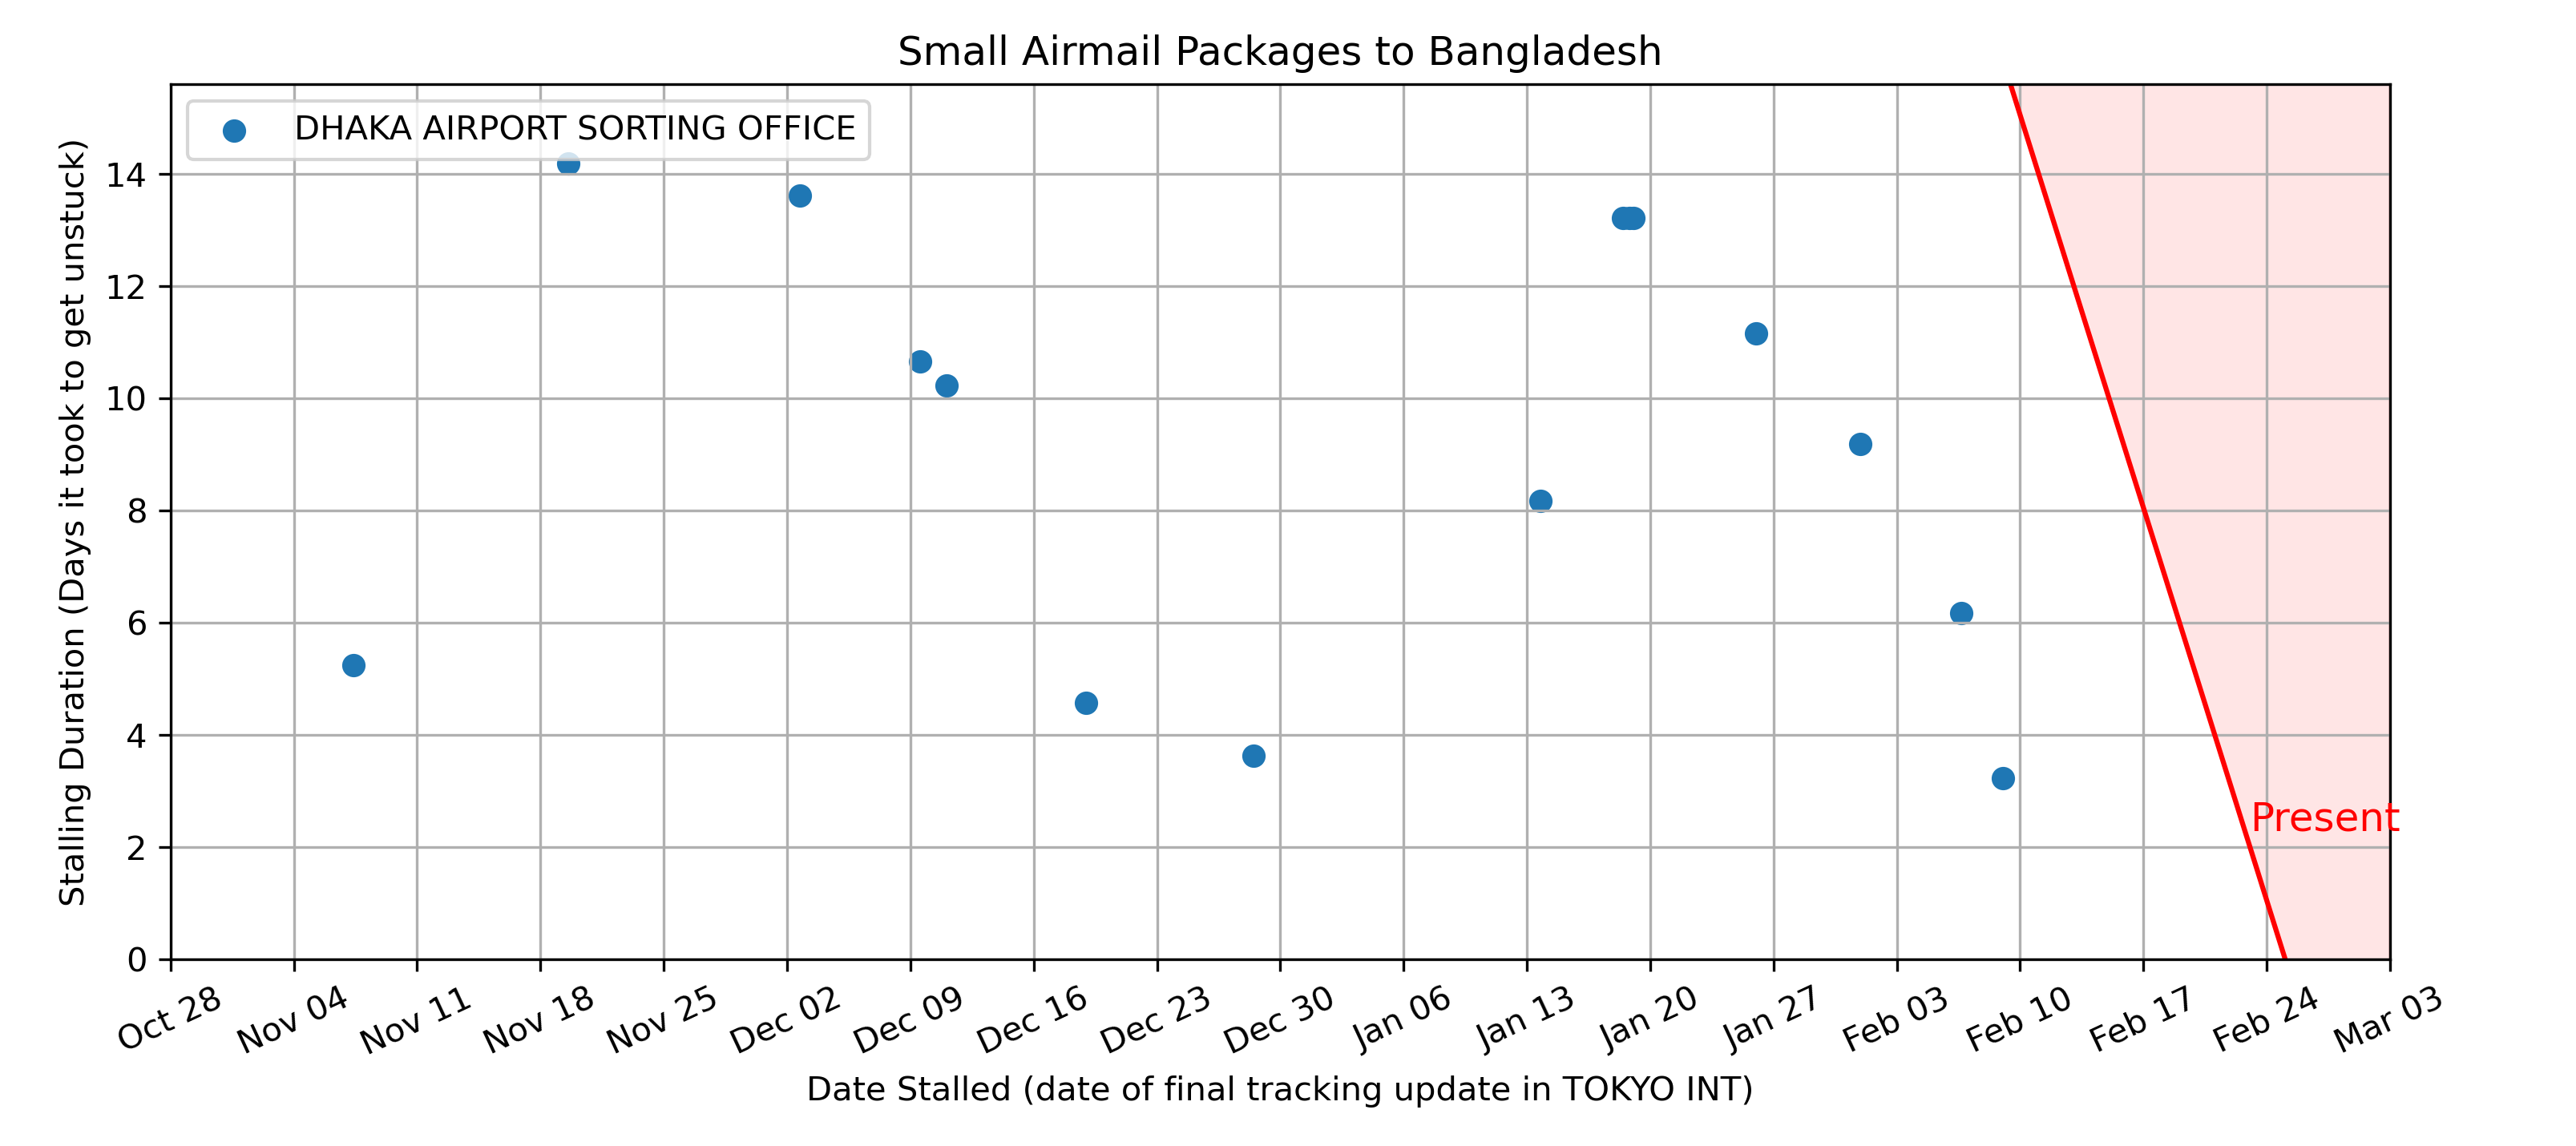 Small Airmail Packages to Bangladesh
DHAKA AIRPORT SORTING OFFICE
Stalling Duration (Days it took to get unstuck)
14
12
10
8
6
4
2
0
Present
Oct 28
Nov 04
Nov 11
Nov 18
Nov 25
Dec 02
Dec 09
Dec 16
Dec 23
Dec 30
Jan 06
Jan 13
Jan 20
Jan 27
Feb 03
Feb 10
Feb 17
Feb 24
Mar 03
Date Stalled (date of final tracking update in TOKYO INT)